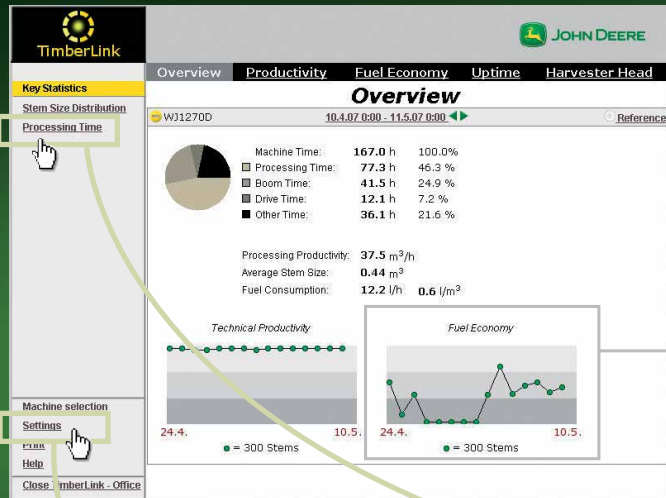 TimberLink
JOHN DEERE
Overview Productivity Fuel Economy Uptime Harvester Head
Key Statistics
Stem Size Distribution
Processing Time
Overview
WJ1270D 10.4.07 0:00 - 11.5.07 0:00 Reference
Machine Time: 167.0 h 100.0%
Processing Time: 77.3 h 46.3 %
Boom Time: 41.5 h 24.9 %
Drive Time: 12.1 h 7.2 %
Other Time: 36.1 h 21.6 %
Processing Productivity: 37.5 m³/h
Average Stem Size: 0.44 m³
Fuel Consumption: 12.2 l/h 0.6 l/m³
Technical Productivity Fuel Economy
24.4. 10.5. 24.4. 10.5.
= 300 Stems = 300 Stems
Machine selection
Settings
Print
Help
Close TimberLink - Office